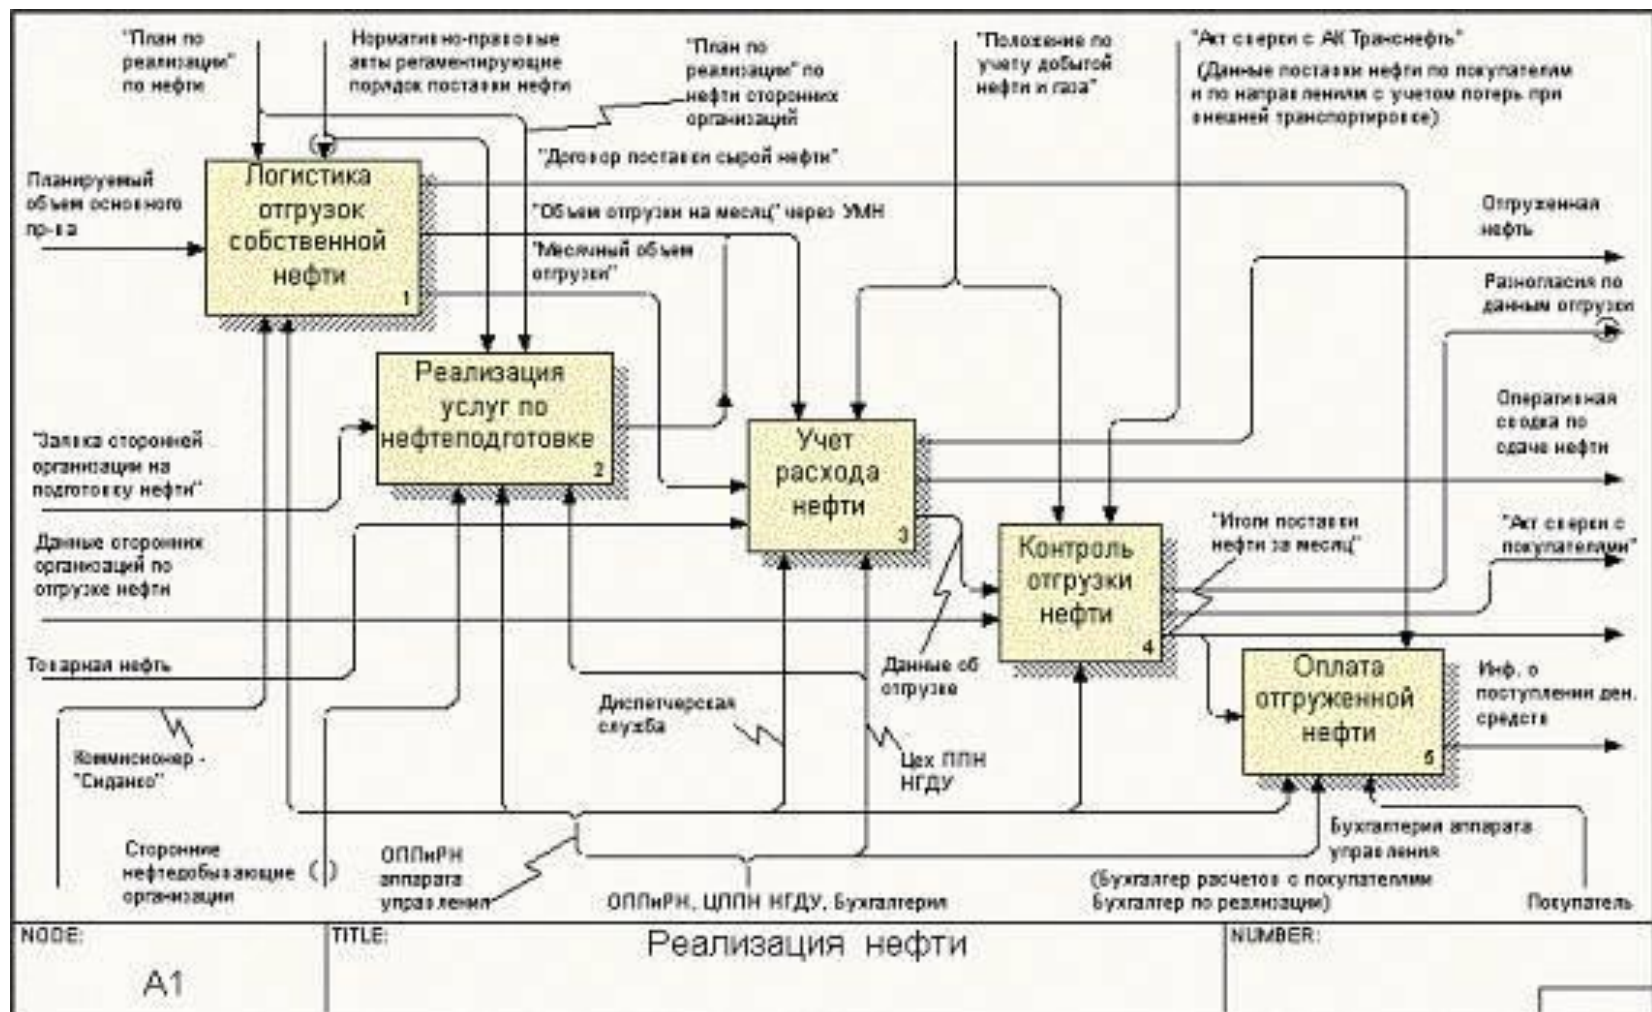 "План по
реализации"
по нефти
Нормативно-правовые
акты регаментирующие
порядок поставки нефти
"План по
реализации" по
нефти сторонних
организаций
"Положение по
учету добытой
нефти и газа"
"Акт сверки с АК Транснефть"
(Данные поставки нефти по покупателям
и по направлениям с учетом потерь при
внешней транспортировке)
Планируемый
объем основного
пр-ва
Логистика
отгрузок
собственной
нефти
1
"Договор поставки сырой нефти"
"Объем отгрузки на месяц" через УМН
"Месячный объем
отгрузки"
Отгруженная
нефть
Разногласия по
данным отгрузки
Реализация
услуг по
нефтеподготовке
2
Оперативная
сводка по
сдаче нефти
"Заявка сторонней
организации на
подготовку нефти"
Учет
расхода
нефти
3
Данные сторонних
организаций по
отгрузке нефти
Контроль
отгрузки
нефти
4
"Итоги поставки
нефти за месяц"
"Акт сверки с
покупателями"
Товарная нефть
Данные об
отгрузке
Оплата
отгруженной
нефти
5
Инф. о
поступлении ден.
средств
Диспетчерская
служба
Цех ППН
НГДУ
Коммисионер -
"Сиданко"
Сторонние
нефтедобывающие
организации
ОППиРН
аппарата
управления
ОППиРН, ЦППН НГДУ, Бухгалтерия
Бухгалтерия аппарата
управления
(Бухгалтер расчетов с покупателями
Бухгалтер по реализации)
Покупатель
NODE:
A1
TITLE:
Реализация нефти
NUMBER: